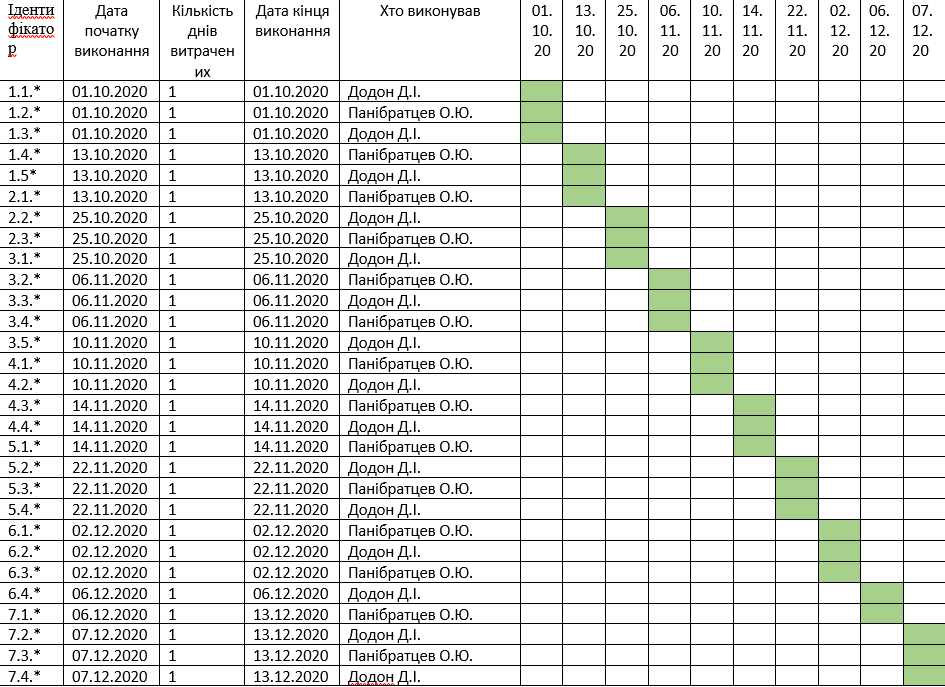 Іденти Дата Кількість Дата кінця Хто виконував 01. 13. 25. 06. 10. 14. 22. 02. 06. 07.
фікато початку днів виконання 10. 10. 10. 11. 11. 11. 11. 12. 12. 12.
р виконання витрачен 20 20 20 20 20 20 20 20 20 20
их
1.1.* 01.10.2020 1 01.10.2020 Додон Д.І.
1.2.* 01.10.2020 1 01.10.2020 Панібратцев О.Ю.
1.3.* 01.10.2020 1 01.10.2020 Додон Д.І.
1.4.* 13.10.2020 1 13.10.2020 Панібратцев О.Ю.
1.5* 13.10.2020 1 13.10.2020 Додон Д.І.
2.1.* 13.10.2020 1 13.10.2020 Панібратцев О.Ю.
2.2.* 25.10.2020 1 25.10.2020 Додон Д.І.
2.3.* 25.10.2020 1 25.10.2020 Панібратцев О.Ю.
3.1.* 25.10.2020 1 25.10.2020 Додон Д.І.
3.2.* 06.11.2020 1 06.11.2020 Панібратцев О.Ю.
3.3.* 06.11.2020 1 06.11.2020 Додон Д.І.
3.4.* 06.11.2020 1 06.11.2020 Панібратцев О.Ю.
3.5.* 10.11.2020 1 10.11.2020 Додон Д.І.
4.1.* 10.11.2020 1 10.11.2020 Панібратцев О.Ю.
4.2.* 10.11.2020 1 10.11.2020 Додон Д.І.
4.3.* 14.11.2020 1 14.11.2020 Панібратцев О.Ю.
4.4.* 14.11.2020 1 14.11.2020 Додон Д.І.
5.1.* 14.11.2020 1 14.11.2020 Панібратцев О.Ю.
5.2.* 22.11.2020 1 22.11.2020 Додон Д.І.
5.3.* 22.11.2020 1 22.11.2020 Панібратцев О.Ю.
5.4.* 22.11.2020 1 22.11.2020 Додон Д.І.
6.1.* 02.12.2020 1 02.12.2020 Панібратцев О.Ю.
6.2.* 02.12.2020 1 02.12.2020 Додон Д.І.
6.3.* 02.12.2020 1 02.12.2020 Панібратцев О.Ю.
6.4.* 06.12.2020 1 06.12.2020 Додон Д.І.
7.1.* 06.12.2020 1 13.12.2020 Панібратцев О.Ю.
7.2.* 07.12.2020 1 13.12.2020 Додон Д.І.
7.3.* 07.12.2020 1 13.12.2020 Панібратцев О.Ю.
7.4.* 07.12.2020 1 13.12.2020 Додон Д.І.